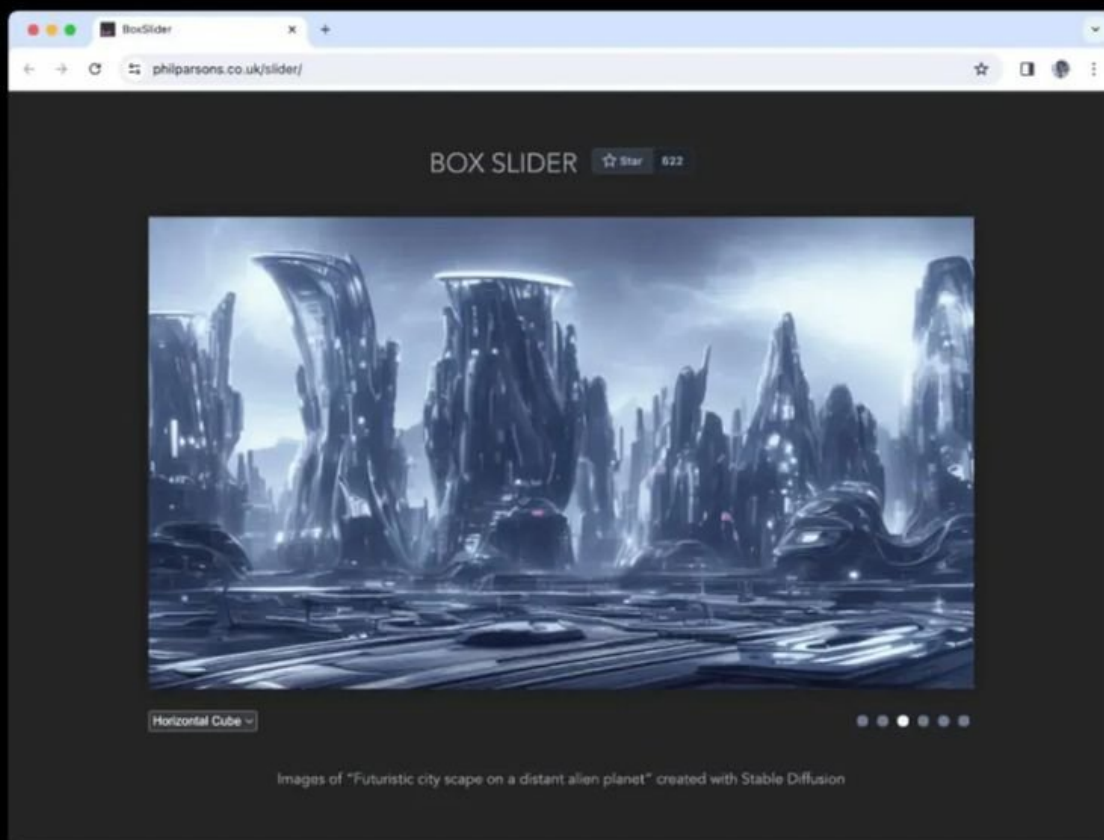 BoxSlider
philparsons.co.uk/slider/
BOX SLIDER
Star 622
Horizontal Cube
Images of "Futuristic city scape on a distant alien planet" created with Stable Diffusion